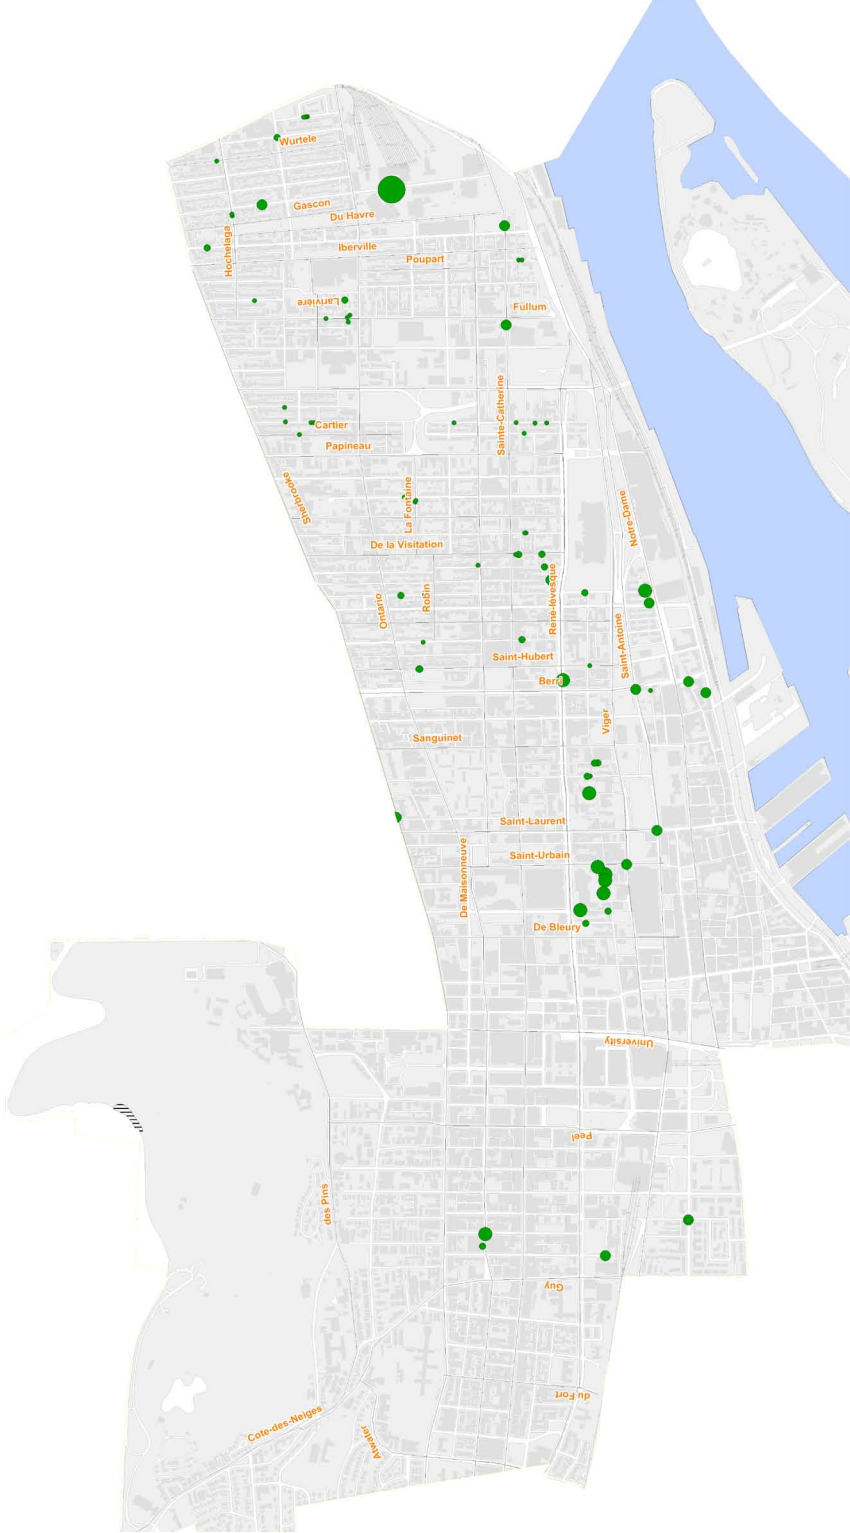 Wurtele
Gascon
Du Havre
Hochelaga
Iberville
Poupart
Larivière
Fullum
Sainte-Catherine
Cartier
Papineau
Sherbrooke
La Fontaine
Notre-Dame
De la Visitation
Ontario
Robin
René-lévesque
Saint-Antoine
Saint-Hubert
Berri
Viger
Sanguinet
Saint-Laurent
Saint-Urbain
De Maisonneuve
De Bleury
University
Peel
des Pins
Guy
du Fort
Cote-des-Neiges
Atwater